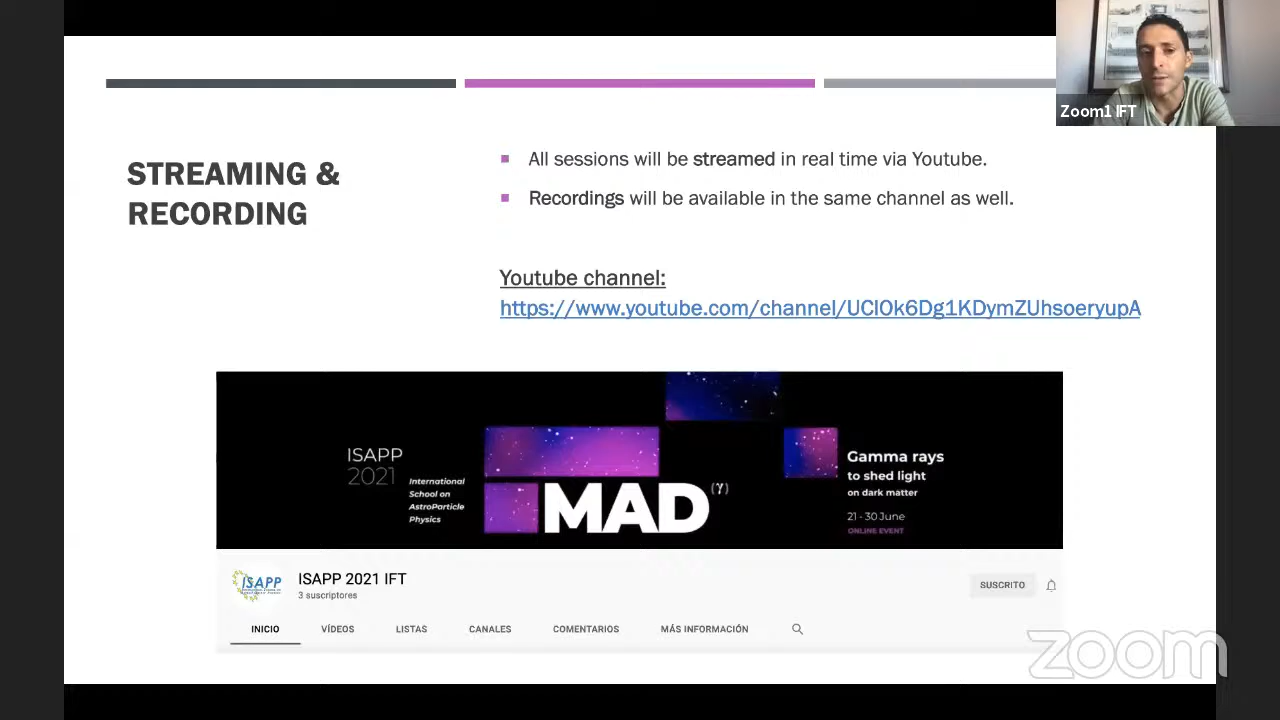 Zoom1 IFT
STREAMING &
RECORDING
All sessions will be streamed in real time via Youtube.
Recordings will be available in the same channel as well.
Youtube channel:
https://www.youtube.com/channel/UClOk6Dg1KDymZUhsoeryupA
ISAPP
2021
International
School on
AstroParticle
Physics
MAD(γ)
Gamma rays
to shed light
on dark matter
21 - 30 June
ONLINE EVENT
ISAPP
ISAPP 2021 IFT
3 suscriptores
SUSCRITO
INICIO VÍDEOS LISTAS CANALES COMENTARIOS MÁS INFORMACIÓN
zoom